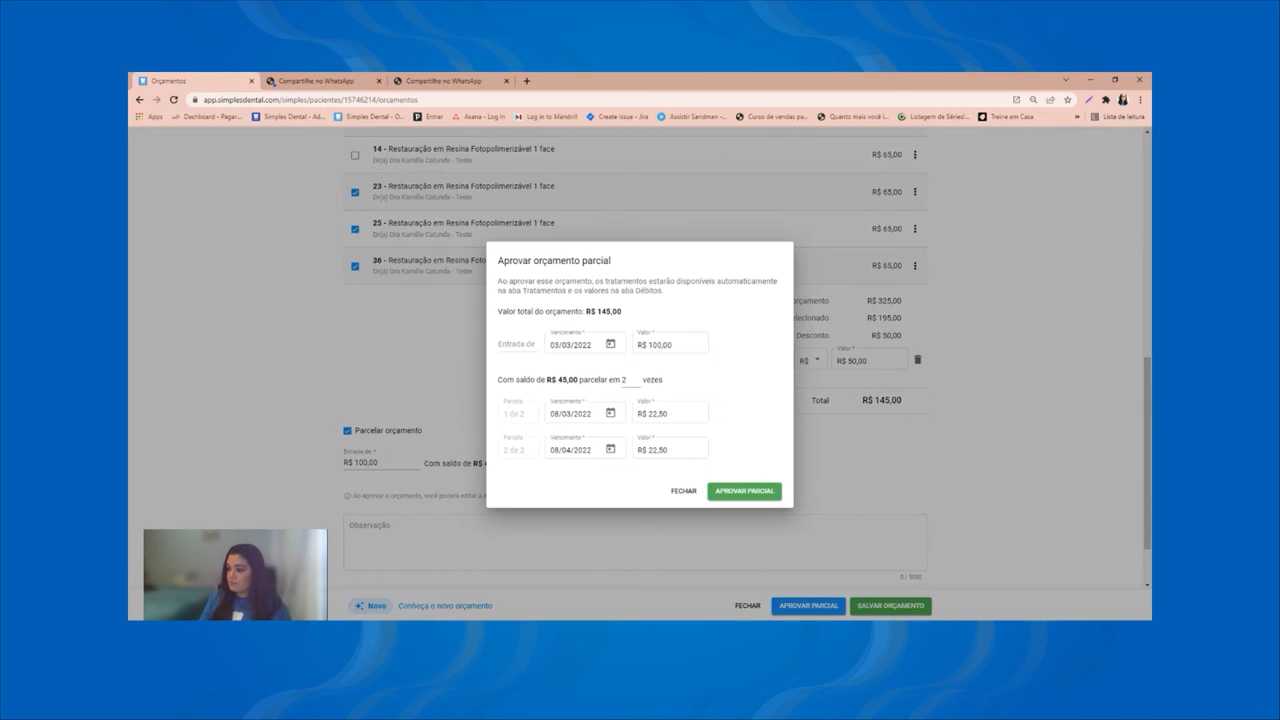 Orçamentos
Compartilhe no WhatsApp
Compartilhe no WhatsApp
app.simplesdental.com/simples/pacientes/15746214/orcamentos
Apps
Dashboard - Pagar...
Simples Dental - Ad...
Simples Dental - O...
Entrar
Asana - Log In
Log in to Mandrill
Create issue - Jira
Assistir Sandman -...
Curso de vendas pa...
Quanto mais você i...
Listagem de Séries|...
Treine em Casa
»
Lista de leitura
14 - Restauração em Resina Fotopolimerizável 1 face
R$ 65,00
Dr(a) Dra Kamille Catunda - Teste
23 - Restauração em Resina Fotopolimerizável 1 face
R$ 65,00
Dr(a) Dra Kamille Catunda - Teste
25 - Restauração em Resina Fotopolimerizável 1 face
R$ 65,00
Dr(a) Dra Kamille Catunda - Teste
36 - Restauração em Resina Foto
R$ 65,00
Dr(a) Dra Kamille Catunda - Teste
Aprovar orçamento parcial
Ao aprovar esse orçamento, os tratamentos estarão disponíveis automaticamente
na aba Tratamentos e os valores na aba Débitos.
Valor total do orçamento: R$ 145,00
Entrada de
Vencimento *
03/03/2022
Valor *
R$ 100,00
Com saldo de R$ 45,00 parcelar em 2 vezes
Parcela
1 de 2
Vencimento *
08/03/2022
Valor *
R$ 22,50
Parcela
2 de 2
Vencimento *
08/04/2022
Valor *
R$ 22,50
FECHAR
APROVAR PARCIAL
orçamento
R$ 325,00
elecionado
R$ 195,00
Desconto
R$ 50,00
R$
Valor *
R$ 50,00
Total
R$ 145,00
Parcelar orçamento
Entrada de: *
R$ 100,00
Com saldo de R$ 4
Ao aprovar o orçamento, você poderá editar a d
Observação
0 / 5000
Novo
Conheça o novo orçamento
FECHAR
APROVAR PARCIAL
SALVAR ORÇAMENTO